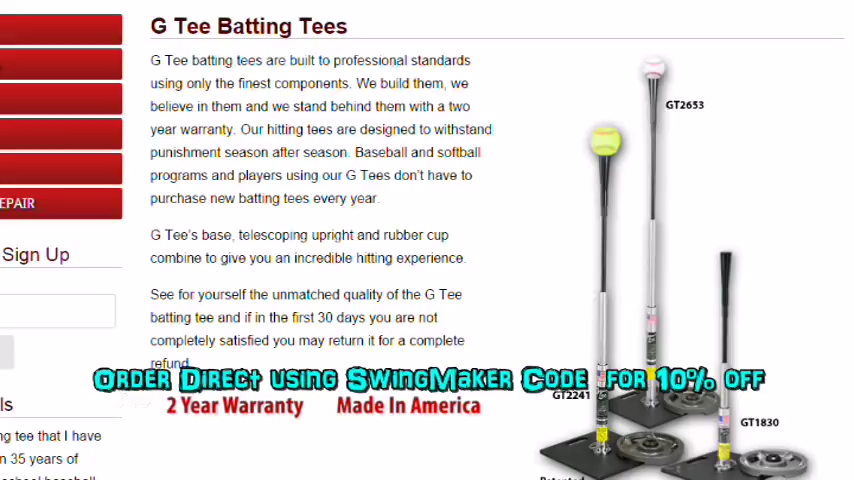 G Tee Batting Tees
G Tee batting tees are built to professional standards
using only the finest components. We build them, we
believe in them and we stand behind them with a two
year warranty. Our hitting tees are designed to withstand
punishment season after season. Baseball and softball
programs and players using our G Tees don't have to
purchase new batting tees every year.
G Tee's base, telescoping upright and rubber cup
combine to give you an incredible hitting experience.
See for yourself the unmatched quality of the G Tee
batting tee and if in the first 30 days you are not
completely satisfied you may return it for a complete
refund.
Order Direct using SwingMaker Code for 10% off
2 Year Warranty Made In America
GT2653
GT2241
GT1830
Patented
EPAIR
Sign Up
ls
ng tee that I have
n 35 years of
school baseball